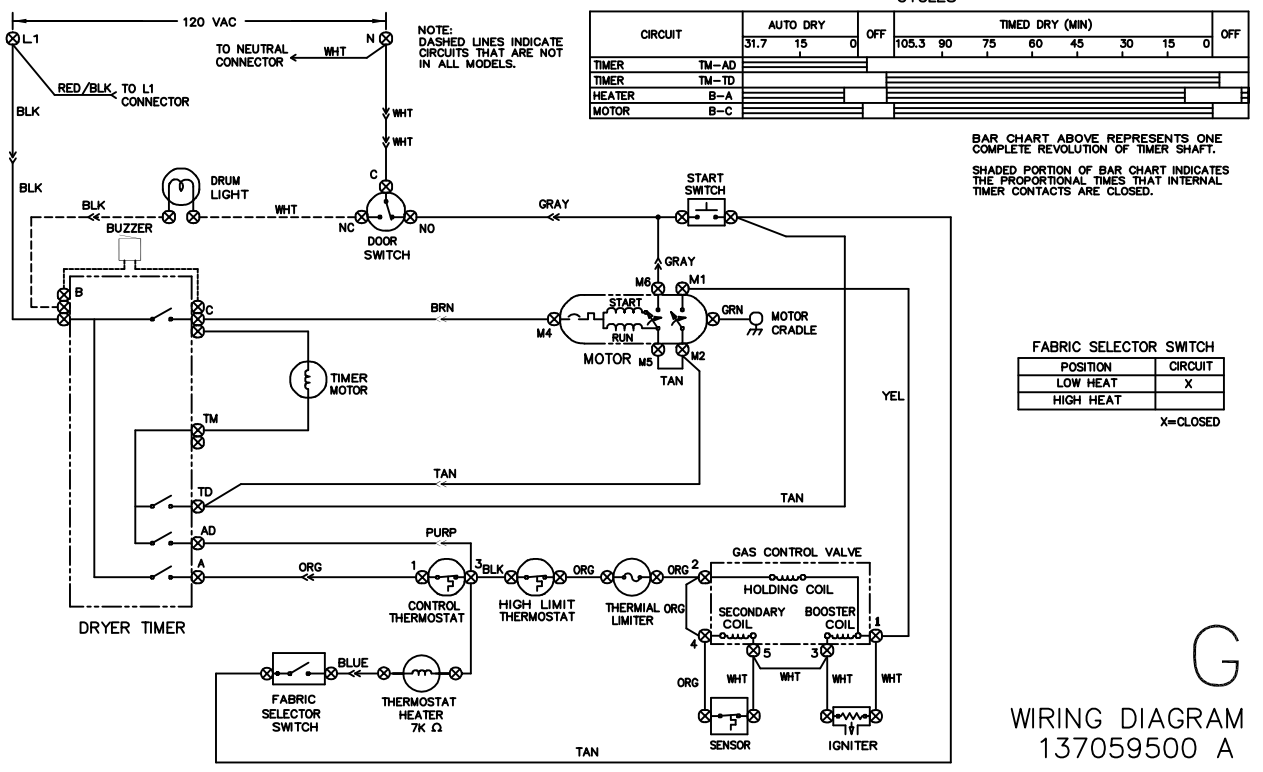 120 VAC
L1
N
TO NEUTRAL
CONNECTOR
WHT
NOTE:
DASHED LINES INDICATE
CIRCUITS THAT ARE NOT
IN ALL MODELS.
RED/BLK
TO L1
CONNECTOR
BLK
WHT
WHT
BLK
CIRCUIT
AUTO DRY
OFF
TIMED DRY (MIN)
OFF
31.7 15 0
105.3 90 75 60 45 30 15 0
TIMER TM-AD
TIMER TM-TD
HEATER B-A
MOTOR B-C
BAR CHART ABOVE REPRESENTS ONE
COMPLETE REVOLUTION OF TIMER SHAFT.
SHADED PORTION OF BAR CHART INDICATES
THE PROPORTIONAL TIMES THAT INTERNAL
TIMER CONTACTS ARE CLOSED.
DRUM
LIGHT
C
START
SWITCH
BLK
WHT
GRAY
NC
NO
DOOR
SWITCH
BUZZER
GRAY
B
C
BRN
M6
M1
START
RUN
M4
MOTOR
M5
M2
TAN
GRN
MOTOR
CRADLE
TIMER
MOTOR
YEL
FABRIC SELECTOR SWITCH
POSITION CIRCUIT
LOW HEAT X
HIGH HEAT
X=CLOSED
TM
TAN
TD
TAN
AD
PURP
A
ORG
1
3
BLK
ORG
ORG
2
CONTROL
THERMOSTAT
HIGH LIMIT
THERMOSTAT
THERMIAL
LIMITER
ORG
GAS CONTROL VALVE
HOLDING COIL
SECONDARY
COIL
BOOSTER
COIL
1
4
5
3
DRYER TIMER
BLUE
FABRIC
SELECTOR
SWITCH
THERMOSTAT
HEATER
7K Ω
ORG
WHT
WHT
WHT
WHT
SENSOR
IGNITER
TAN
G
WIRING DIAGRAM
137059500 A